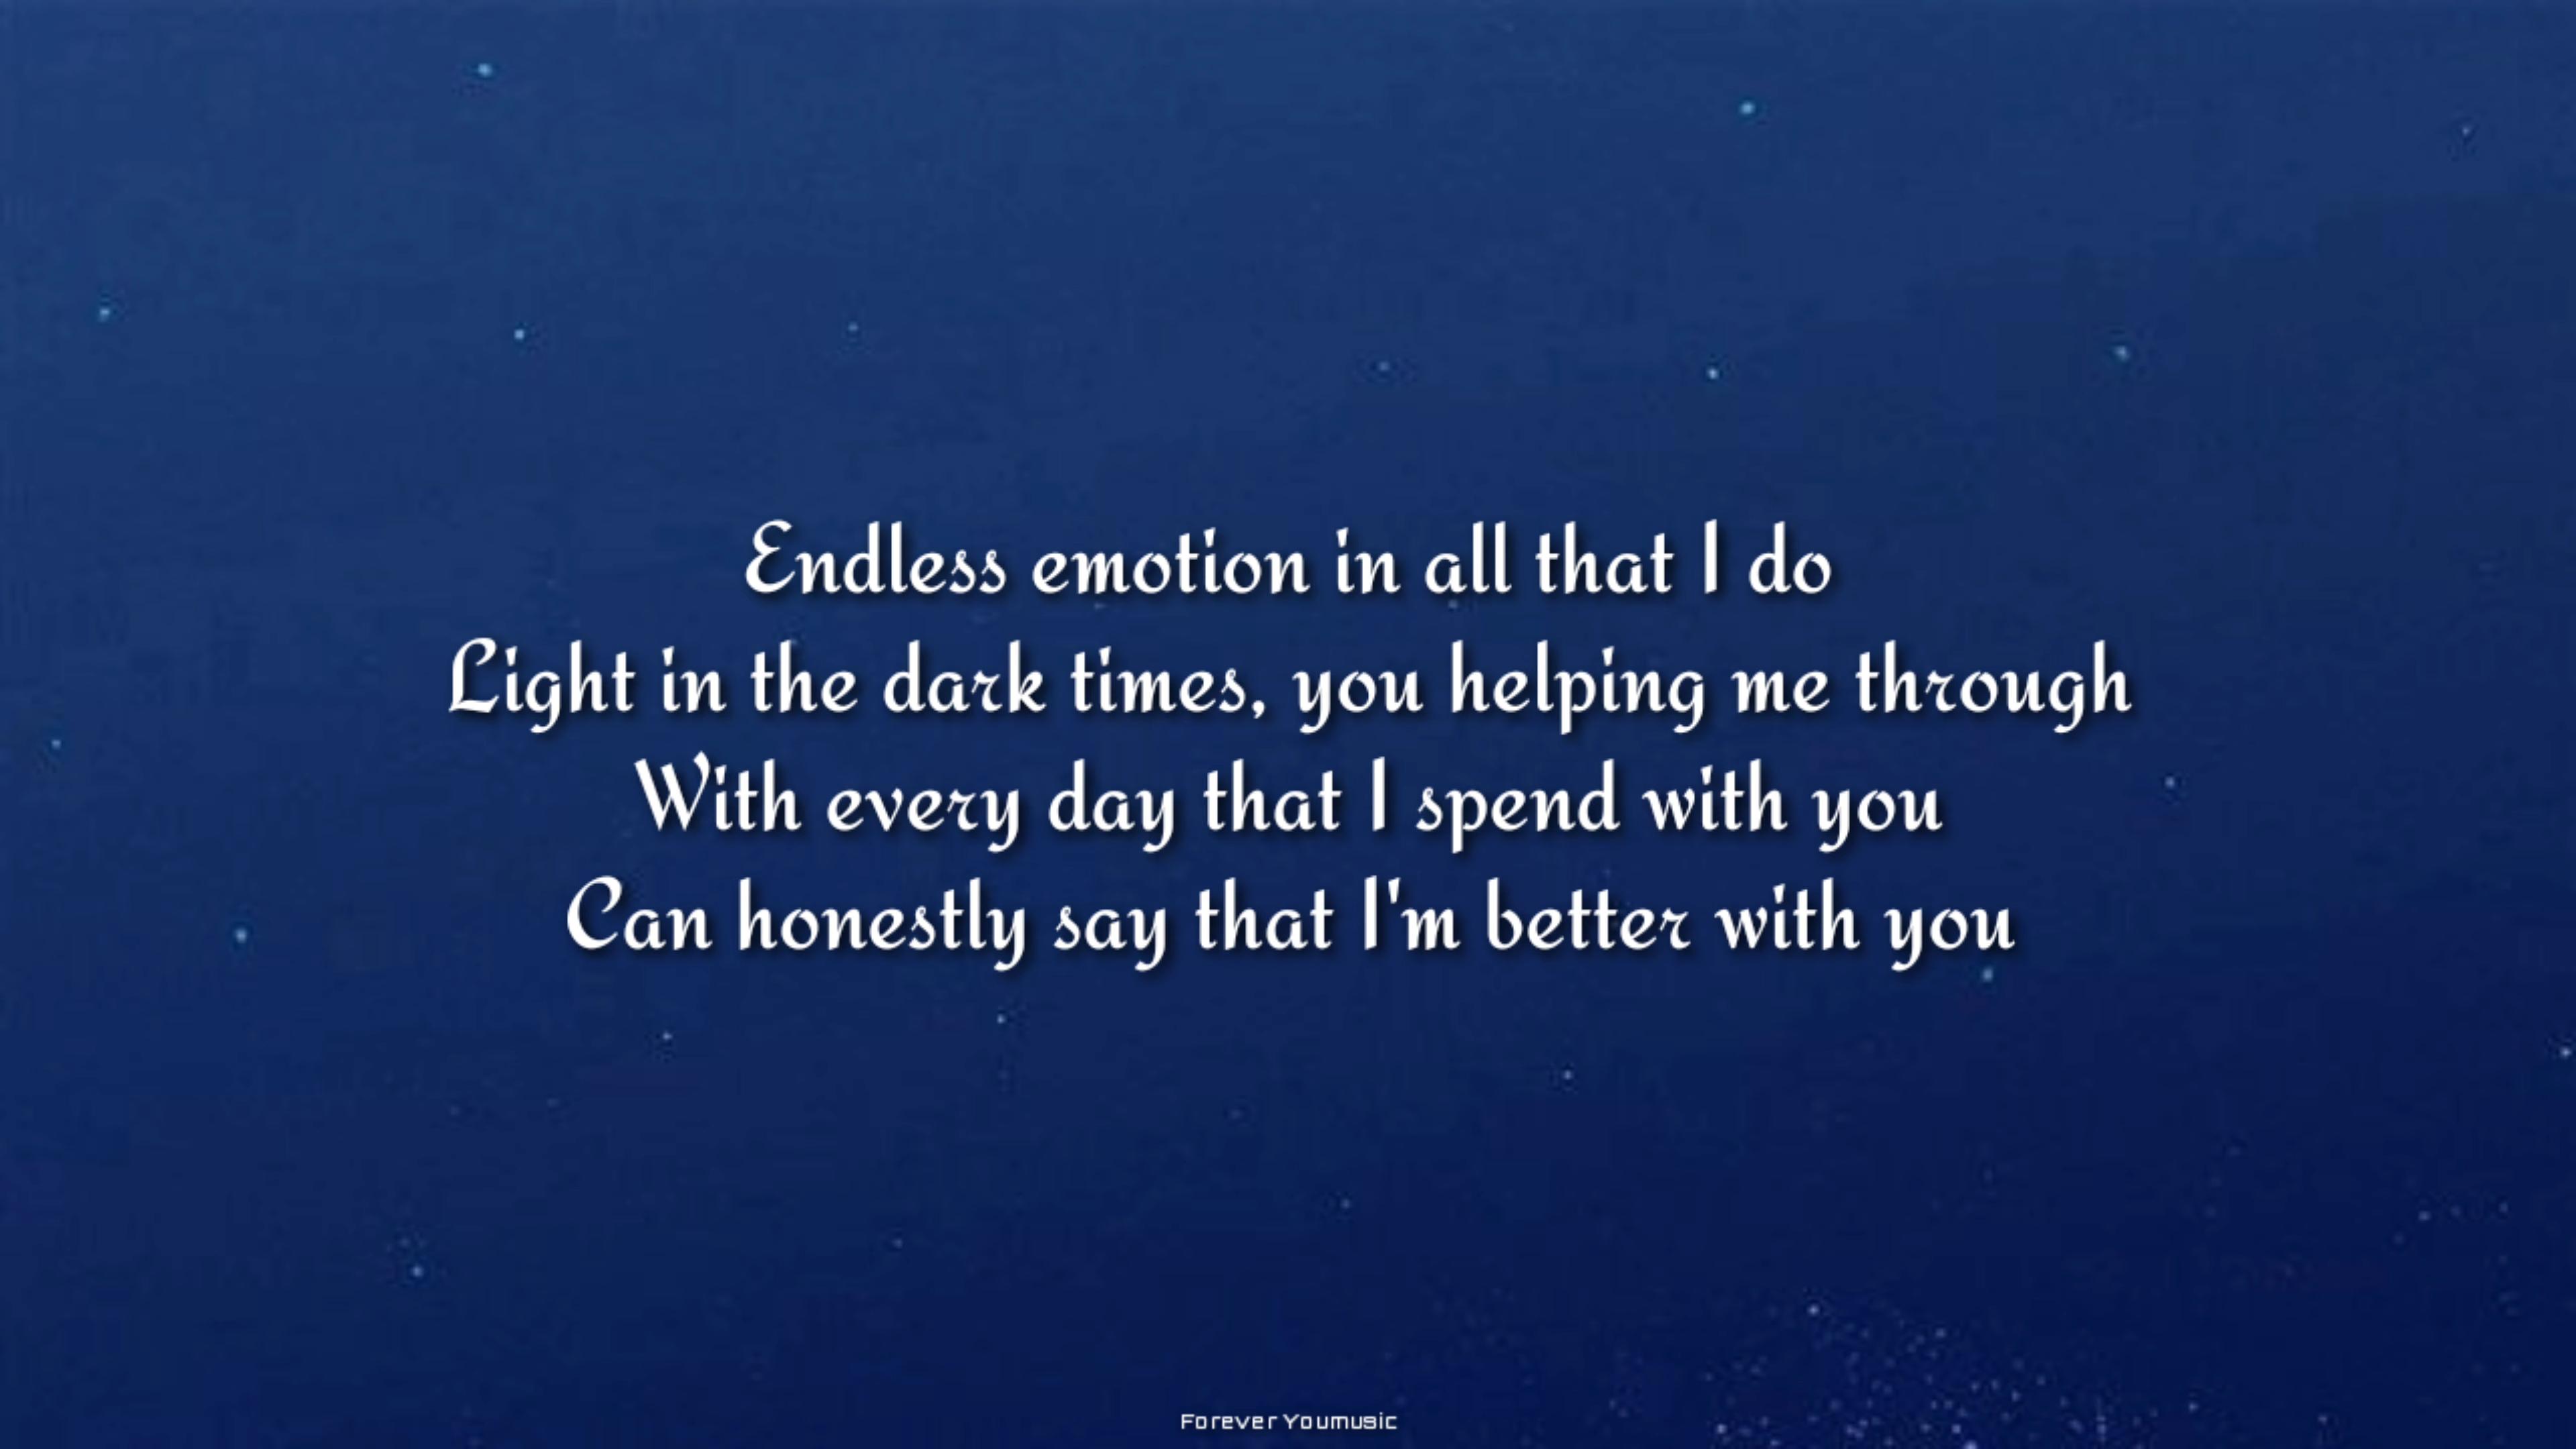 Endless emotion in all that I do
Light in the dark times, you helping me through
With every day that I spend with you
Can honestly say that I'm better with you
Forever Youmusic